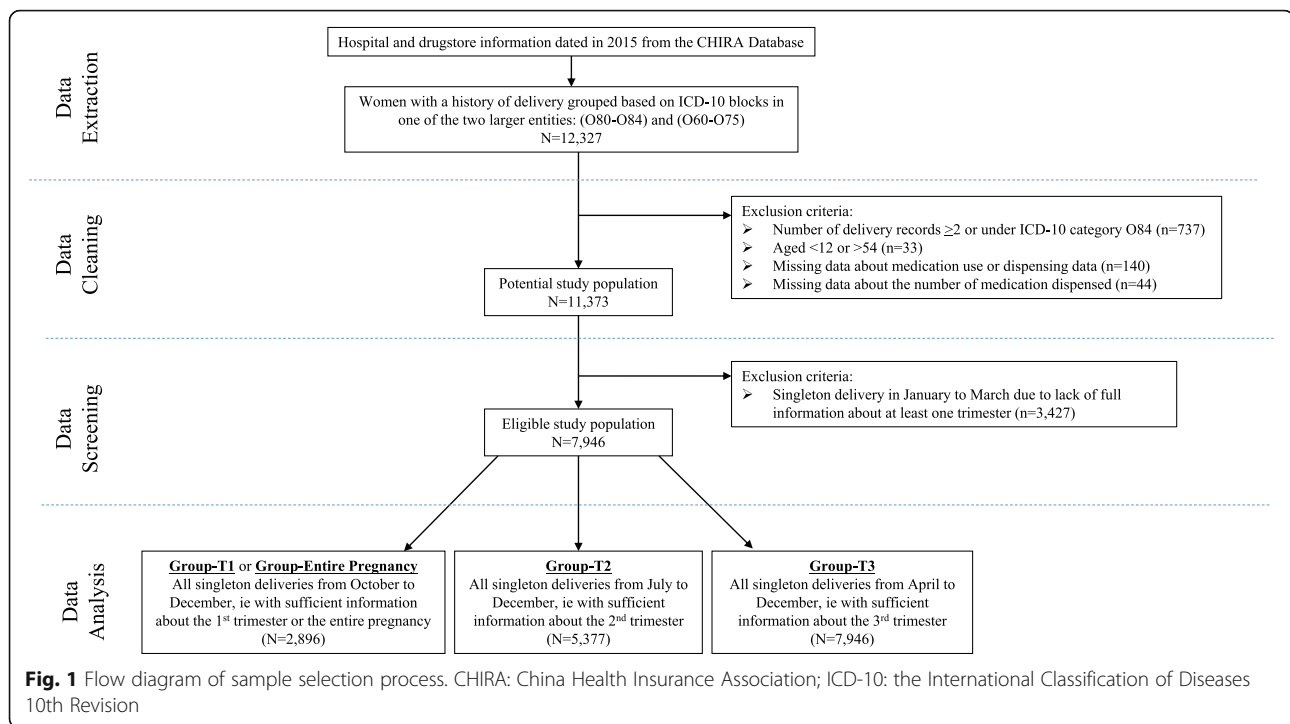 Data
Extraction
Hospital and drugstore information dated in 2015 from the CHIRA Database
Women with a history of delivery grouped based on ICD-10 blocks in
one of the two larger entities: (O80-O84) and (O60-O75)
N=12,327
Data
Cleaning
Exclusion criteria:
➢ Number of delivery records ≥2 or under ICD-10 category O84 (n=737)
➢ Aged <12 or >54 (n=33)
➢ Missing data about medication use or dispensing data (n=140)
➢ Missing data about the number of medication dispensed (n=44)
Potential study population
N=11,373
Data
Screening
Exclusion criteria:
➢ Singleton delivery in January to March due to lack of full
information about at least one trimester (n=3,427)
Eligible study population
N=7,946
Data
Analysis
Group-T1 or Group-Entire Pregnancy
All singleton deliveries from October to
December, ie with sufficient information
about the 1st trimester or the entire pregnancy
(N=2,896)
Group-T2
All singleton deliveries from July to
December, ie with sufficient
information about the 2nd trimester
(N=5,377)
Group-T3
All singleton deliveries from April to
December, ie with sufficient
information about the 3rd trimester
(N=7,946)
Fig. 1 Flow diagram of sample selection process. CHIRA: China Health Insurance Association; ICD-10: the International Classification of Diseases
10th Revision